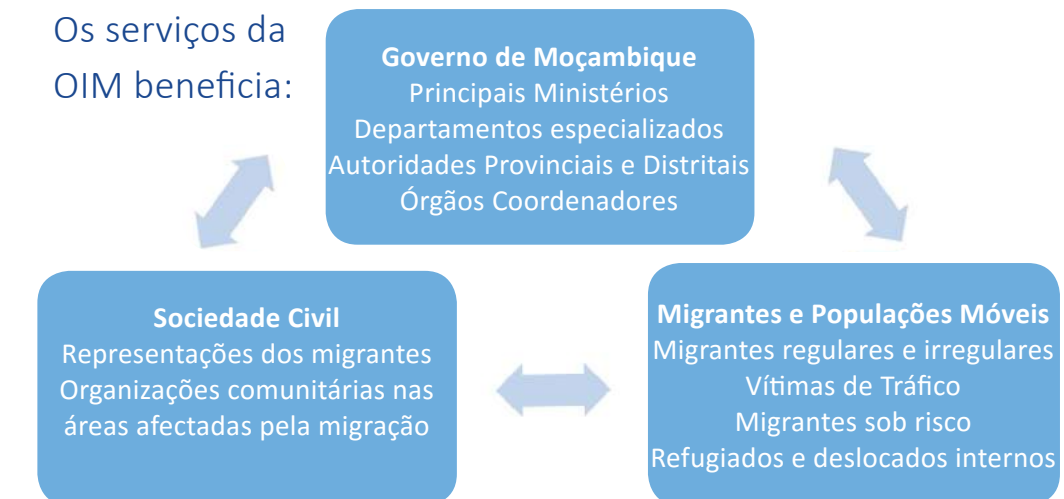 Os serviços da
OIM beneficia:
Governo de Moçambique
Principais Ministérios
Departamentos especializados
Autoridades Provinciais e Distritais
Órgãos Coordenadores
Sociedade Civil
Representações dos migrantes
Organizações comunitárias nas
áreas afectadas pela migração
Migrantes e Populações Móveis
Migrantes regulares e irregulares
Vítimas de Tráfico
Migrantes sob risco
Refugiados e deslocados internos